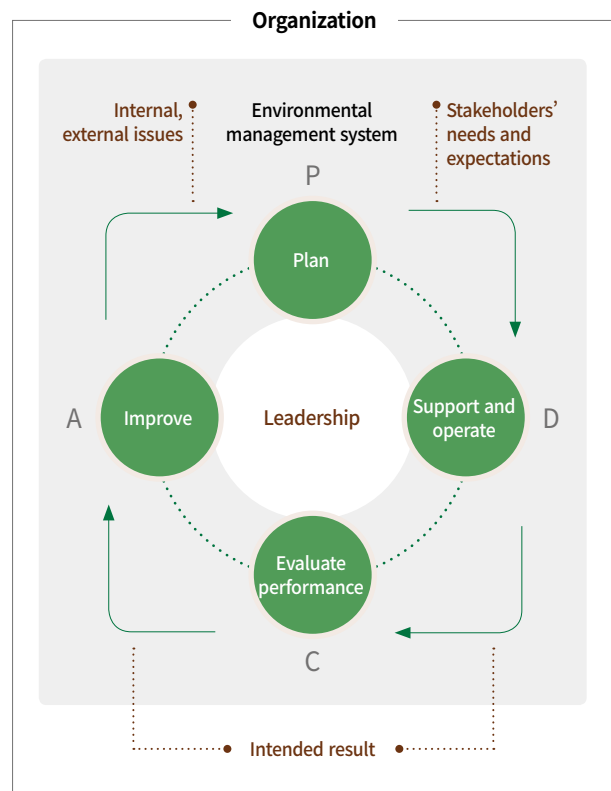 Organization
Internal,
external issues
Environmental
management system
Stakeholders’
needs and
expectations
P
Plan
A
Improve
Leadership
Support and
operate
D
Evaluate
performance
C
Intended result